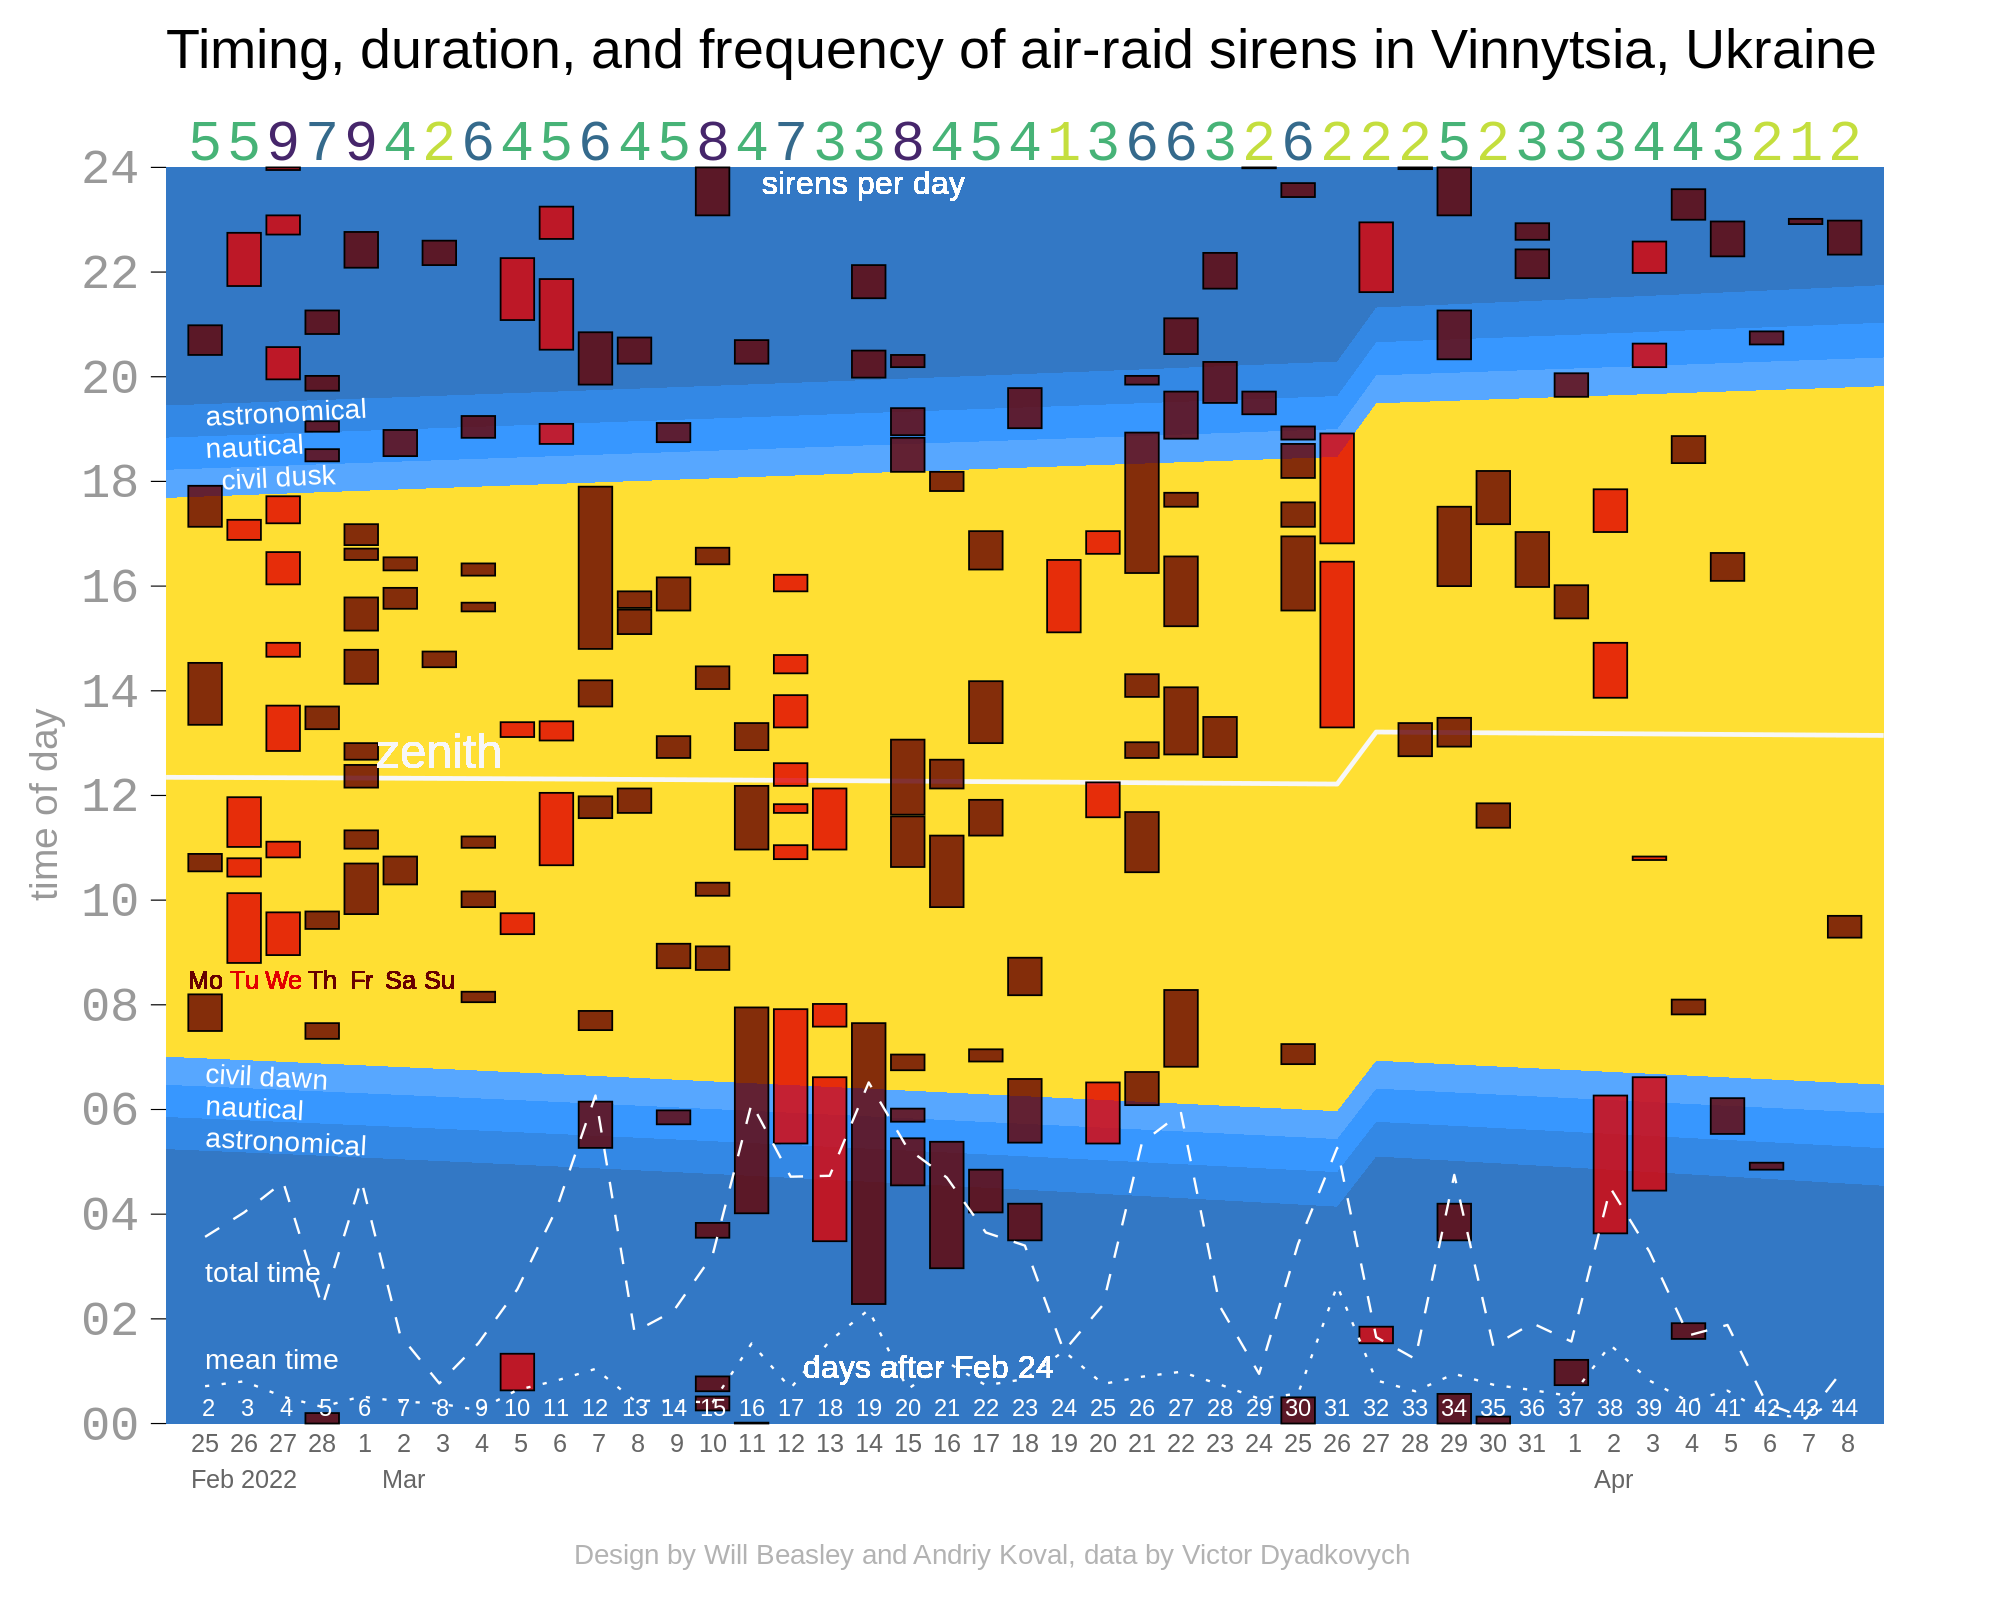 Timing, duration, and frequency of air-raid sirens in Vinnytsia, Ukraine
5 5 9 7 9 4 2 6 4 5 6 4 5 8 4 7 3 3 8 4 5 4 1 3 6 6 3 2 6 2 2 2 5 2 3 3 3 4 4 3 2 1 2
sirens per day
24
22
20
astronomical
nautical
civil dusk
18
16
14
zenith
12
time of day
10
Mo Tu We Th Fr Sa Su
08
civil dawn
nautical
astronomical
06
04
total time
02
mean time
days after Feb 24
2 3 4 5 6 7 8 9 10 11 12 13 14 15 16 17 18 19 20 21 22 23 24 25 26 27 28 29 30 31 32 33 34 35 36 37 38 39 40 41 42 43 44
00
25 26 27 28 1 2 3 4 5 6 7 8 9 10 11 12 13 14 15 16 17 18 19 20 21 22 23 24 25 26 27 28 29 30 31 1 2 3 4 5 6 7 8
Feb 2022 Mar Apr
Design by Will Beasley and Andriy Koval, data by Victor Dyadkovych